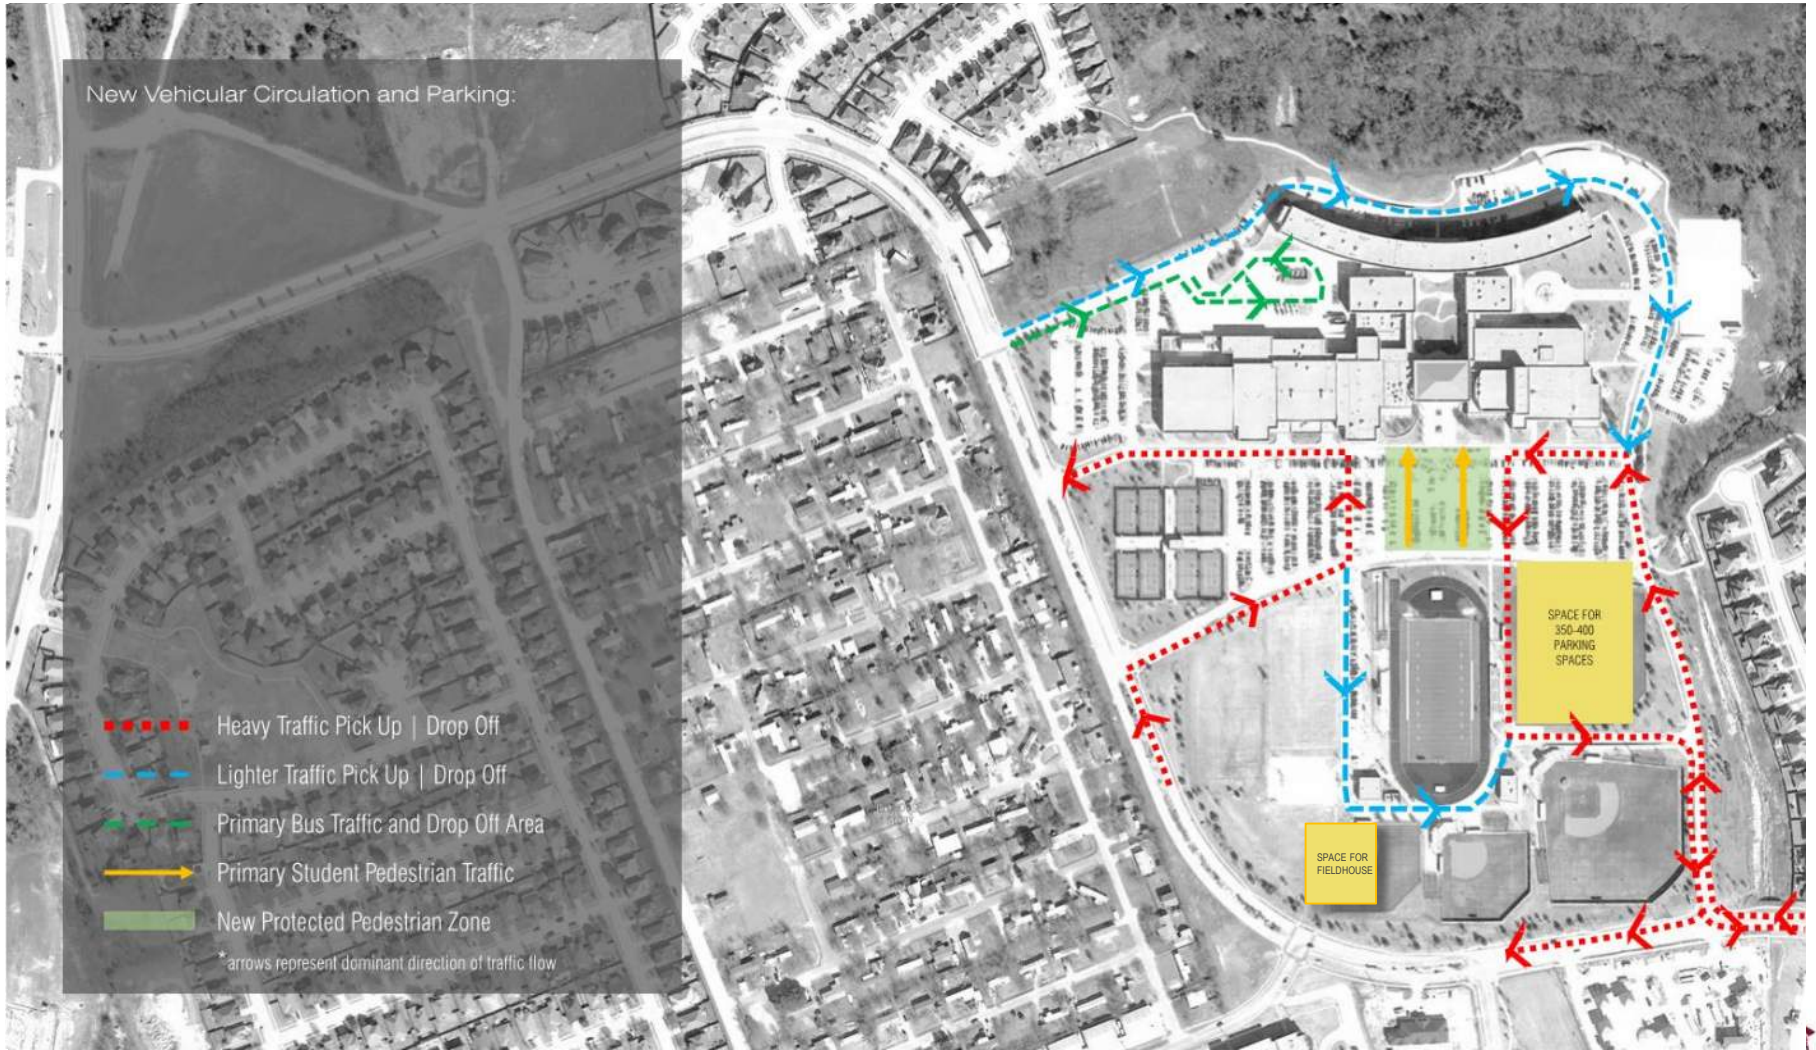 New Vehicular Circulation and Parking:
Heavy Traffic Pick Up | Drop Off
Lighter Traffic Pick Up | Drop Off
Primary Bus Traffic and Drop Off Area
Primary Student Pedestrian Traffic
New Protected Pedestrian Zone
*arrows represent dominant direction of traffic flow
SPACE FOR
350-400
PARKING
SPACES
SPACE FOR
FIELDHOUSE